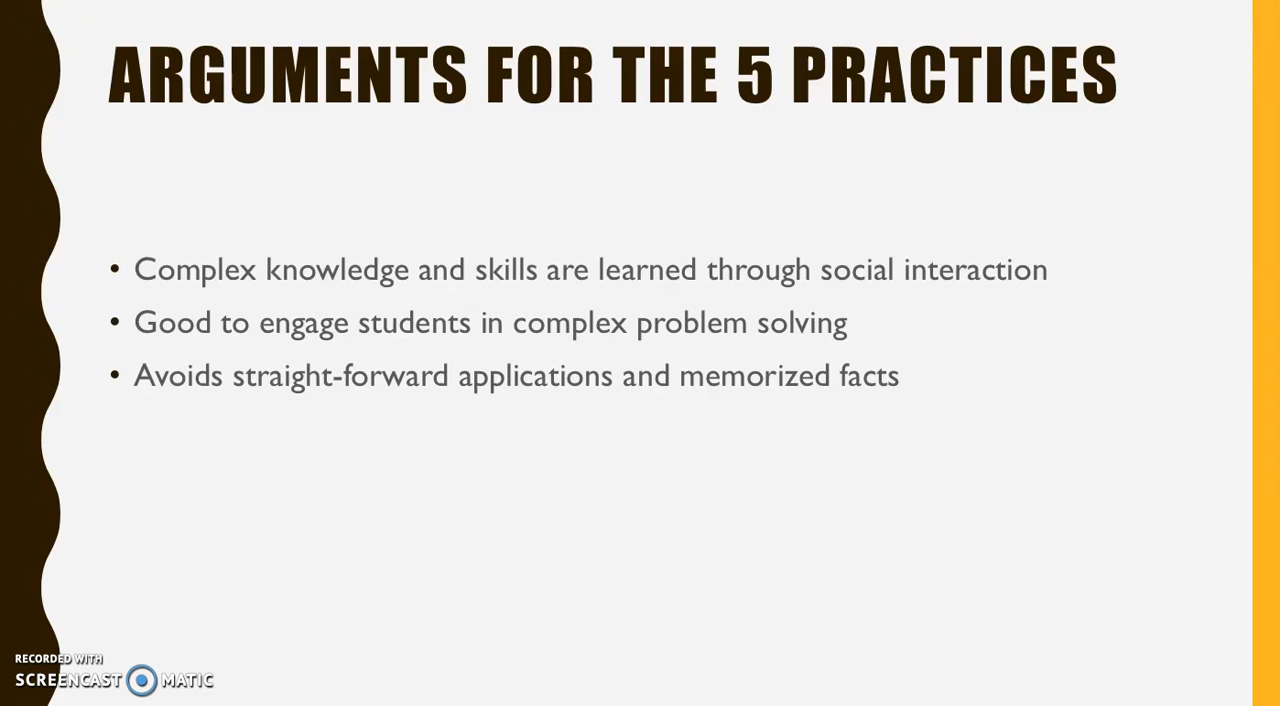 ARGUMENTS FOR THE 5 PRACTICES
• Complex knowledge and skills are learned through social interaction
• Good to engage students in complex problem solving
• Avoids straight-forward applications and memorized facts
RECORDED WITH
SCREENCAST MATIC